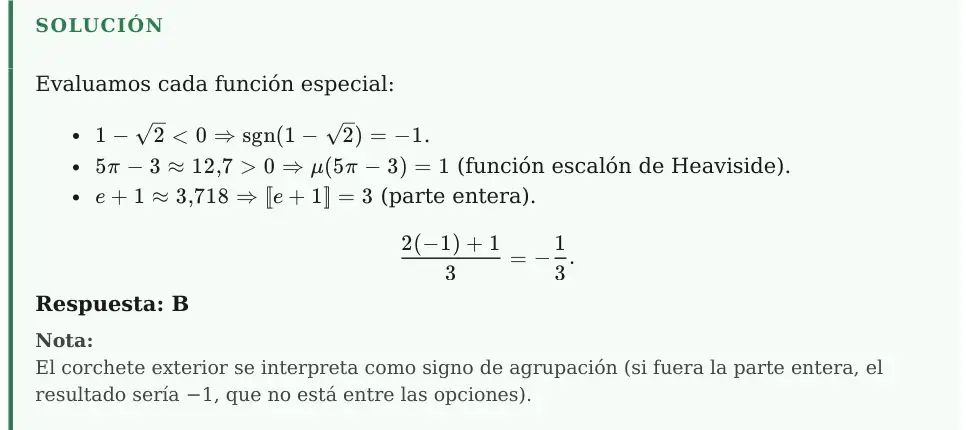 SOLUCIÓN
Evaluamos cada función especial:
• 1 − √2 < 0 ⇒ sgn(1 − √2) = −1.
• 5π − 3 ≈ 12,7 > 0 ⇒ μ(5π − 3) = 1 (función escalón de Heaviside).
• e + 1 ≈ 3,718 ⇒ ⟦e + 1⟧ = 3 (parte entera).
(2(−1) + 1)/3 = −1/3.
Respuesta: B
Nota:
El corchete exterior se interpreta como signo de agrupación (si fuera la parte entera, el
resultado sería −1, que no está entre las opciones).